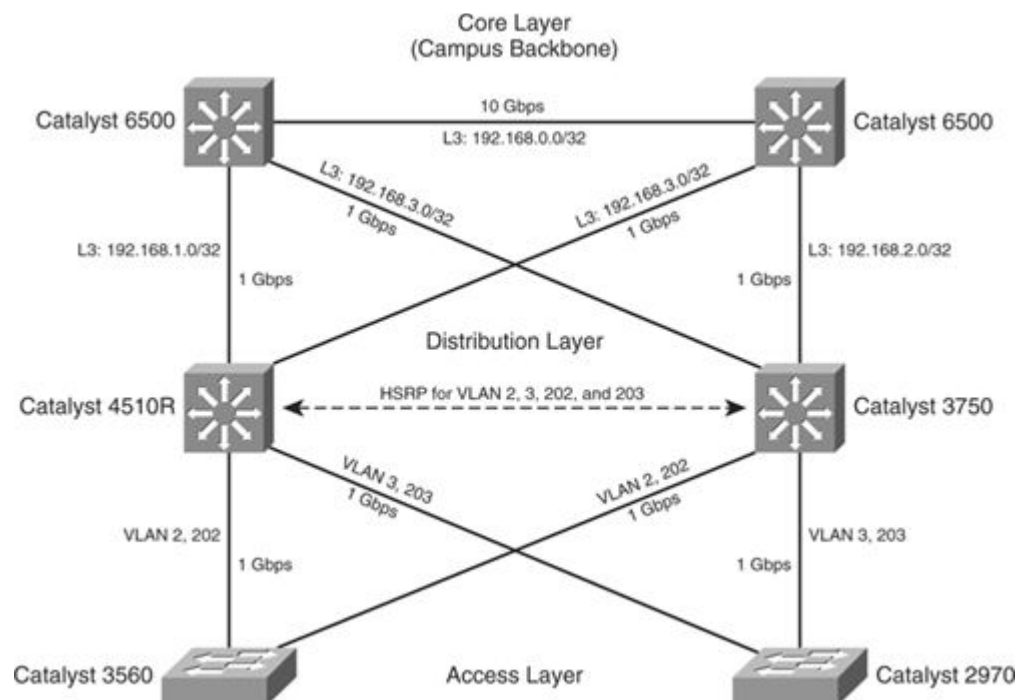 Core Layer
(Campus Backbone)
Catalyst 6500
10 Gbps
L3: 192.168.0.0/32
Catalyst 6500
L3: 192.168.3.0/32
1 Gbps
L3: 192.168.3.0/32
1 Gbps
L3: 192.168.1.0/32
1 Gbps
L3: 192.168.2.0/32
1 Gbps
Distribution Layer
Catalyst 4510R
HSRP for VLAN 2, 3, 202, and 203
Catalyst 3750
VLAN 3, 203
1 Gbps
VLAN 2, 202
1 Gbps
VLAN 2, 202
1 Gbps
VLAN 3, 203
1 Gbps
Catalyst 3560
Access Layer
Catalyst 2970